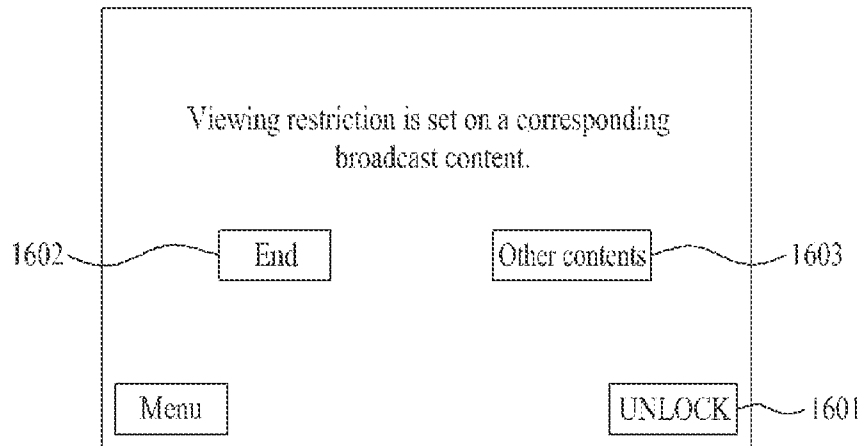 Viewing restriction is set on a corresponding
broadcast content.
1602 End Other contents 1603
Menu UNLOCK 1601